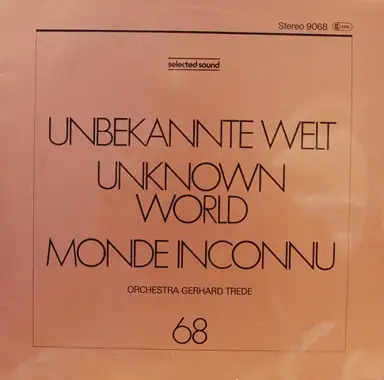 Stereo 9068
selected sound
UNBEKANNTE WELT
UNKNOWN
WORLD
MONDE INCONNU
ORCHESTRA GERHARD TREDE
68